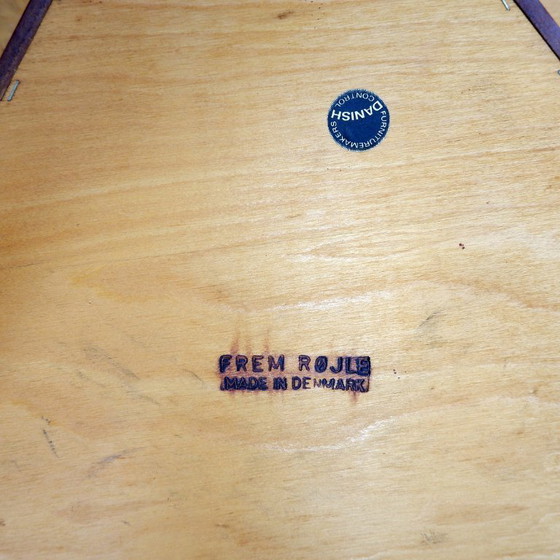 DANISH
FURNITUREMAKERS
CONTROL
FREM RØJLE
MADE IN DENMARK